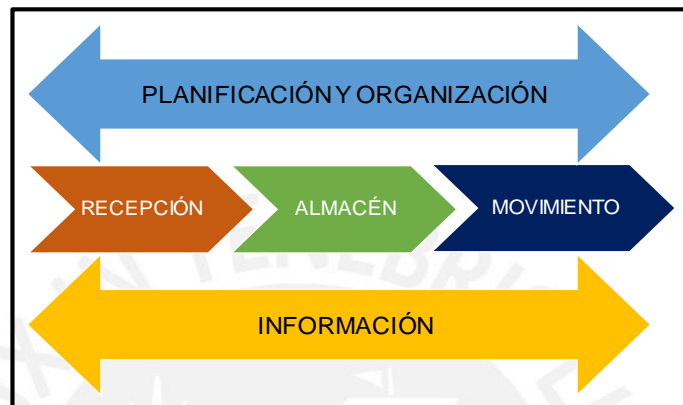 PLANIFICACIÓN Y ORGANIZACIÓN
RECEPCIÓN
ALMACÉN
MOVIMIENTO
INFORMACIÓN